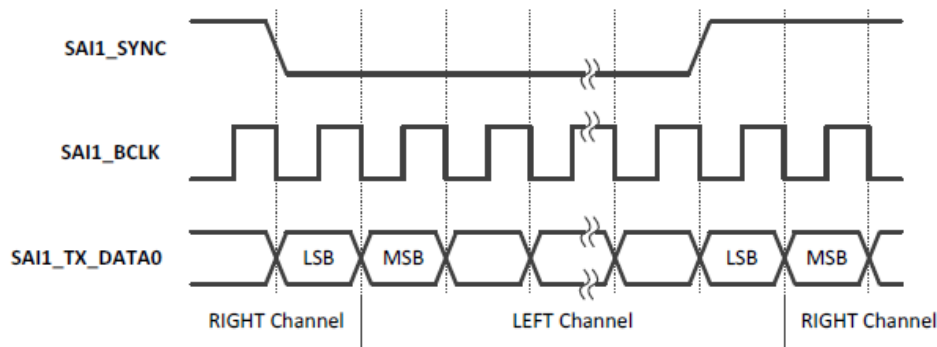 SAI1_SYNC
SAI1_BCLK
SAI1_TX_DATA0
LSB MSB LSB MSB
RIGHT Channel LEFT Channel RIGHT Channel